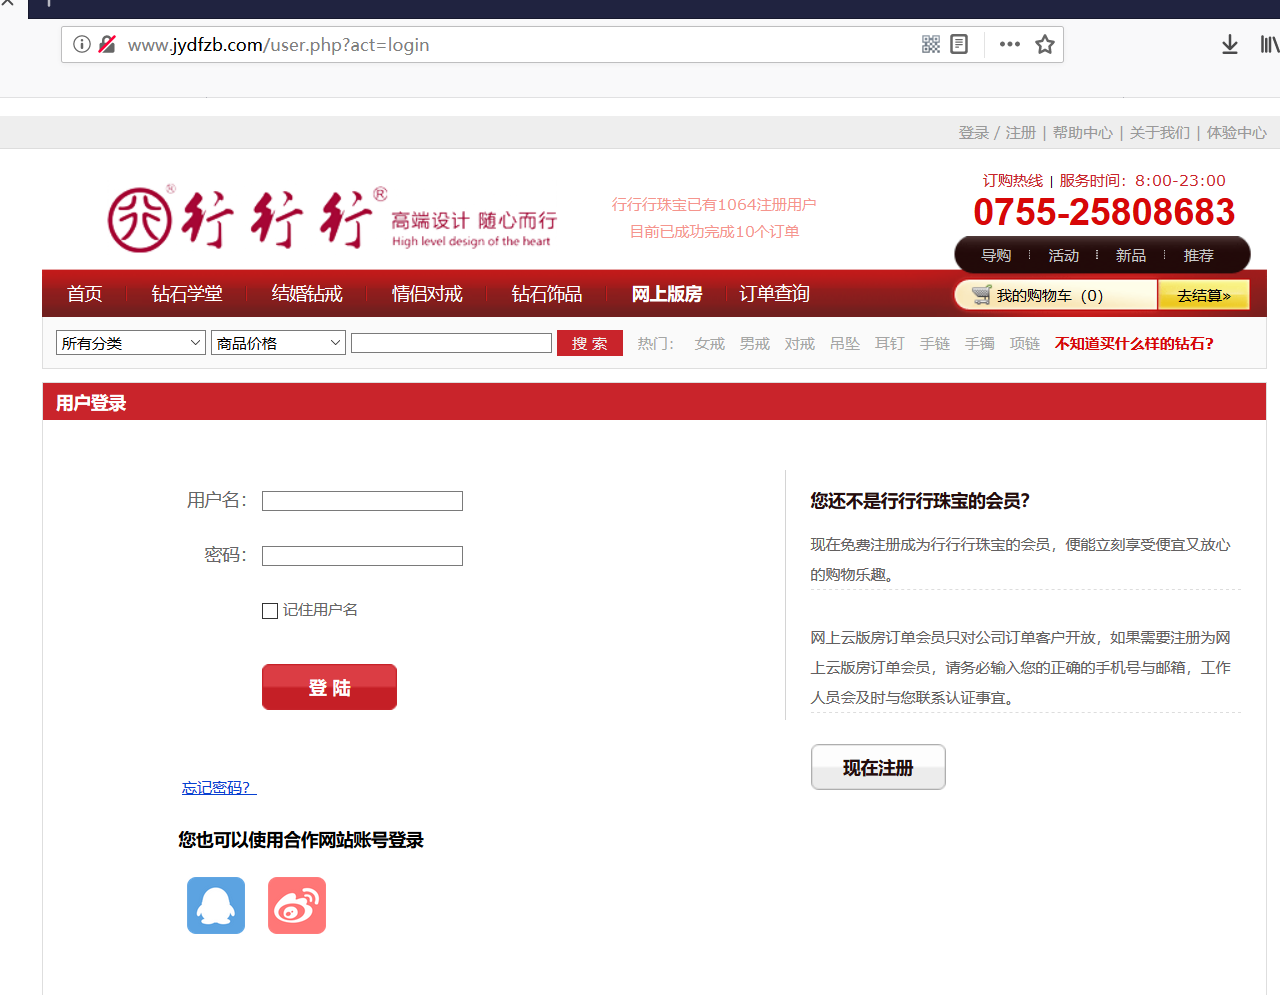 www.jydfzb.com/user.php?act=login
登录 / 注册 | 帮助中心 | 关于我们 | 体验中心
行® 行行行® 高端设计 随心而行
High level design of the heart
行行行珠宝已有1064注册用户
目前已成功完成10个订单
订购热线 | 服务时间：8:00-23:00
0755-25808683
导购 活动 新品 推荐
首页 钻石学堂 结婚钻戒 情侣对戒 钻石饰品 网上版房 订单查询
我的购物车（0） 去结算»
所有分类 商品价格 搜 索 热门： 女戒 男戒 对戒 吊坠 耳钉 手链 手镯 项链 不知道买什么样的钻石?
用户登录
用户名：
密码：
记住用户名
登 陆
忘记密码？
您也可以使用合作网站账号登录
您还不是行行行珠宝的会员？
现在免费注册成为行行行珠宝的会员，便能立刻享受便宜又放心
的购物乐趣。
网上云版房订单会员只对公司订单客户开放，如果需要注册为网
上云版房订单会员，请务必输入您的正确的手机号与邮箱，工作
人员会及时与您联系认证事宜。
现在注册